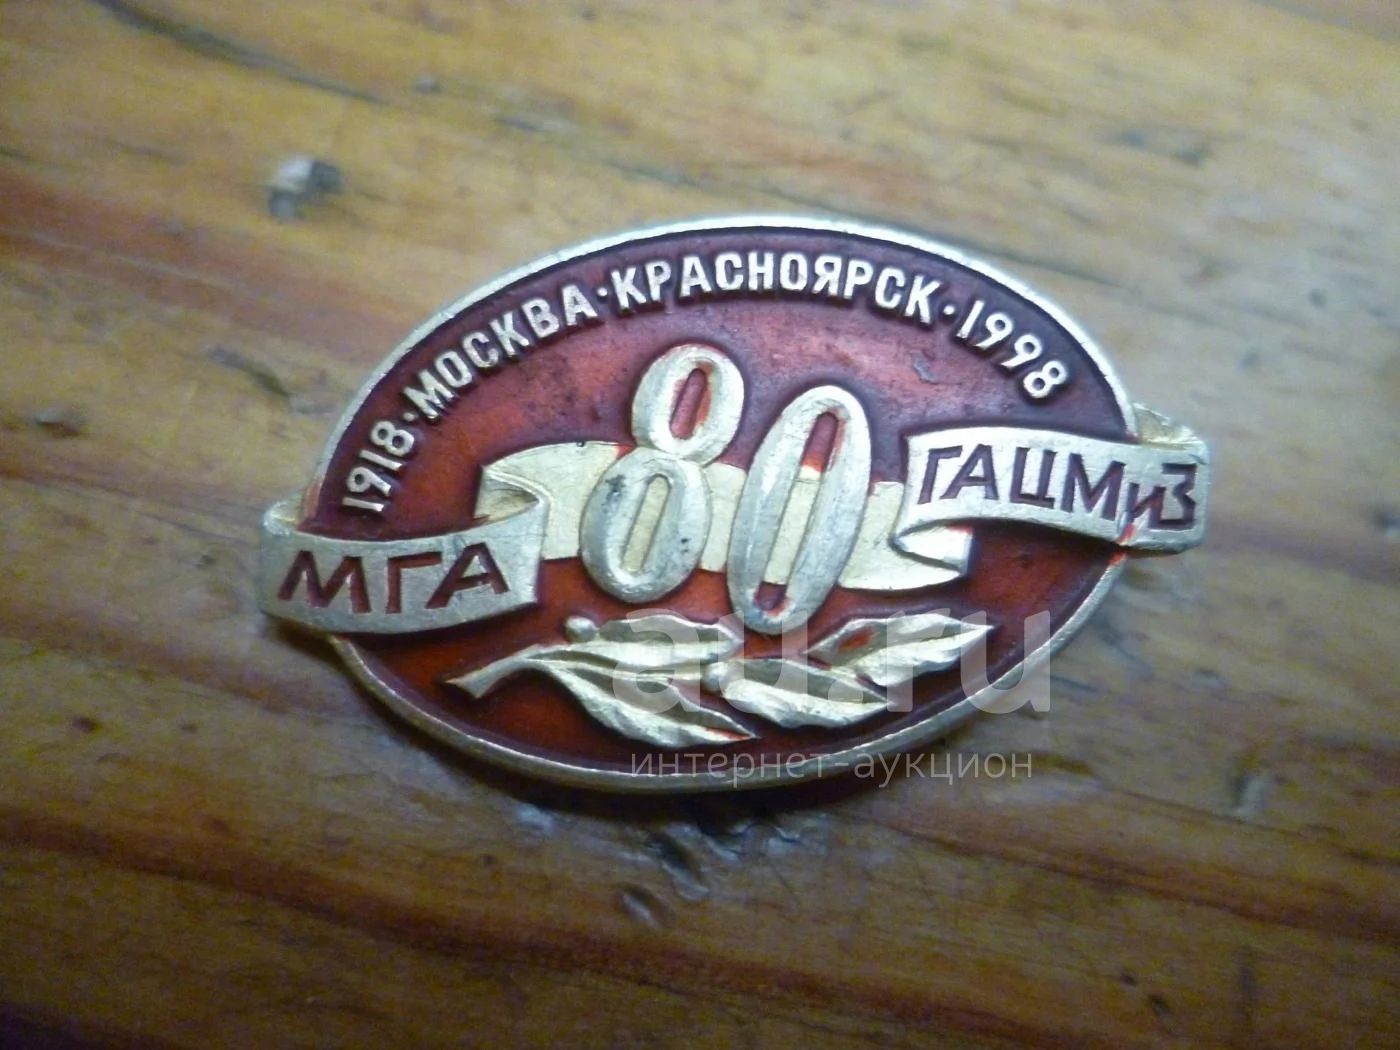 1918·МОСКВА·КРАСНОЯРСК·1998
80
МГА
ГАЦМиЗ
au.ru
интернет-аукцион